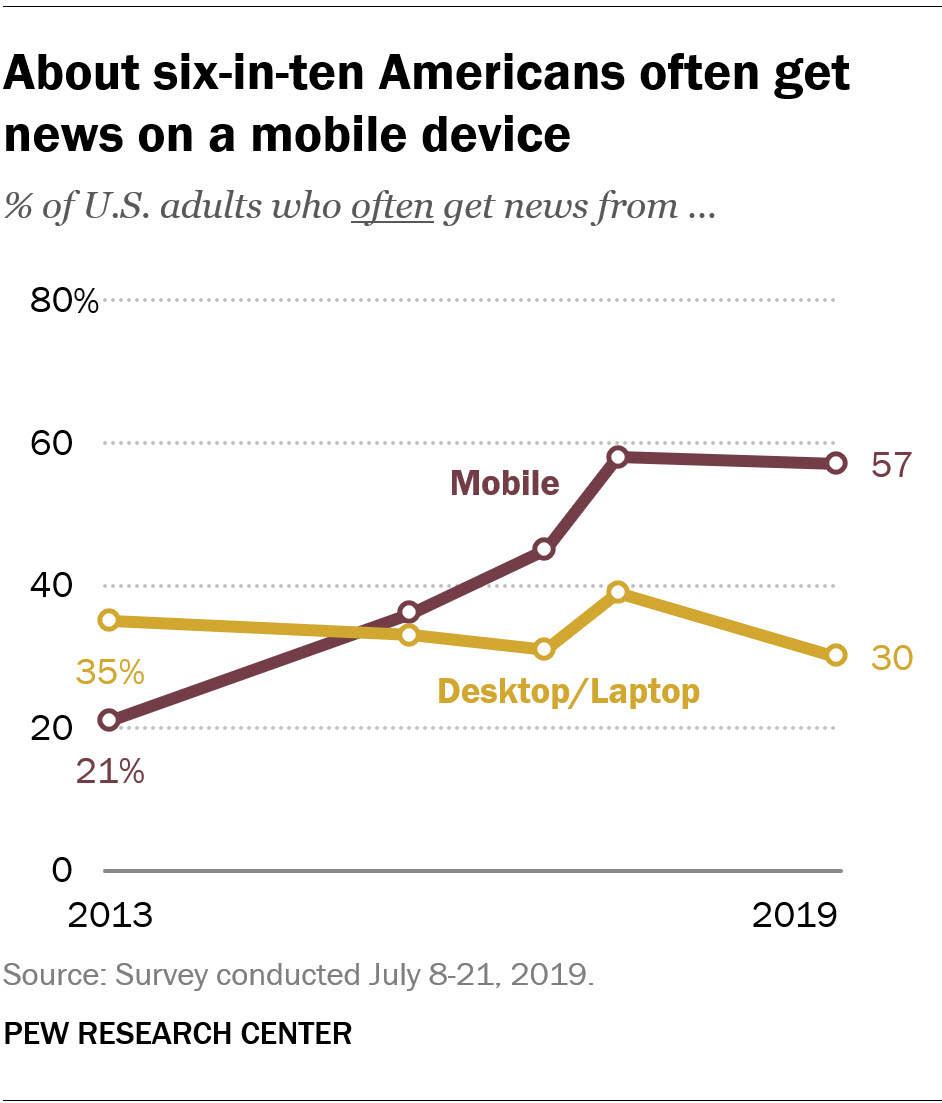 About six-in-ten Americans often get
news on a mobile device
% of U.S. adults who often get news from ...
80%
60
57
Mobile
40
35%
30
Desktop/Laptop
20
21%
0
2013
2019
Source: Survey conducted July 8-21, 2019.
PEW RESEARCH CENTER